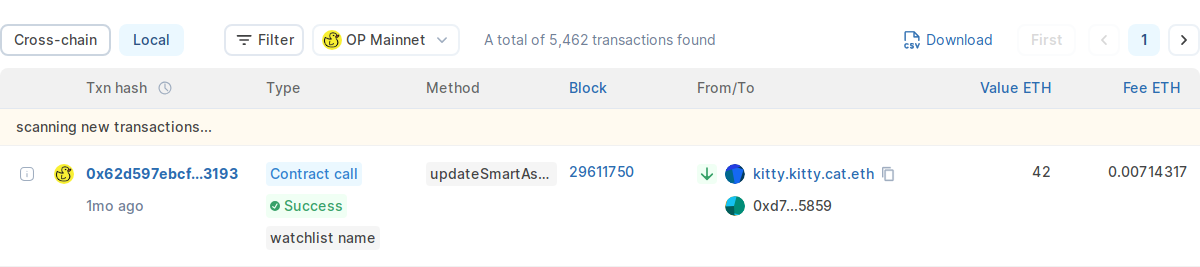 Cross-chain Local Filter OP Mainnet A total of 5,462 transactions found CSV Download First 1
Txn hash Type Method Block From/To Value ETH Fee ETH
scanning new transactions...
0x62d597ebcf...3193 Contract call updateSmartAs... 29611750 kitty.kitty.cat.eth 42 0.00714317
1mo ago Success 0xd7...5859
watchlist name